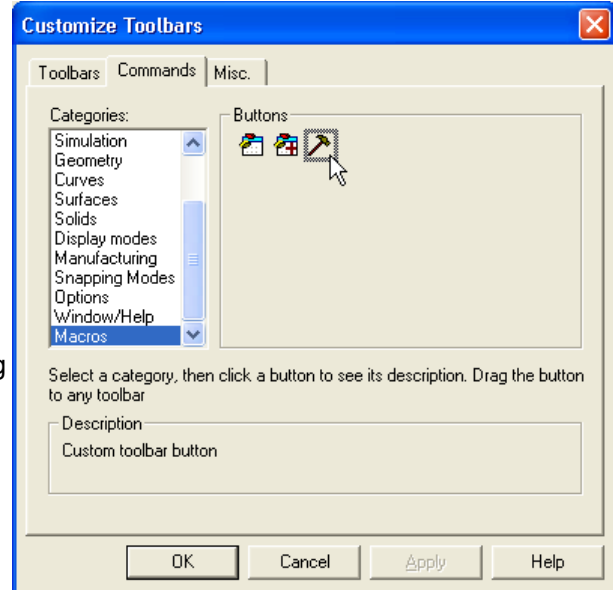 Customize Toolbars
Toolbars Commands Misc.
Categories:
Buttons
Simulation
Geometry
Curves
Surfaces
Solids
Display modes
Manufacturing
Snapping Modes
Options
Window/Help
Macros
g
Select a category, then click a button to see its description. Drag the button
to any toolbar
Description
Custom toolbar button
OK Cancel Apply Help